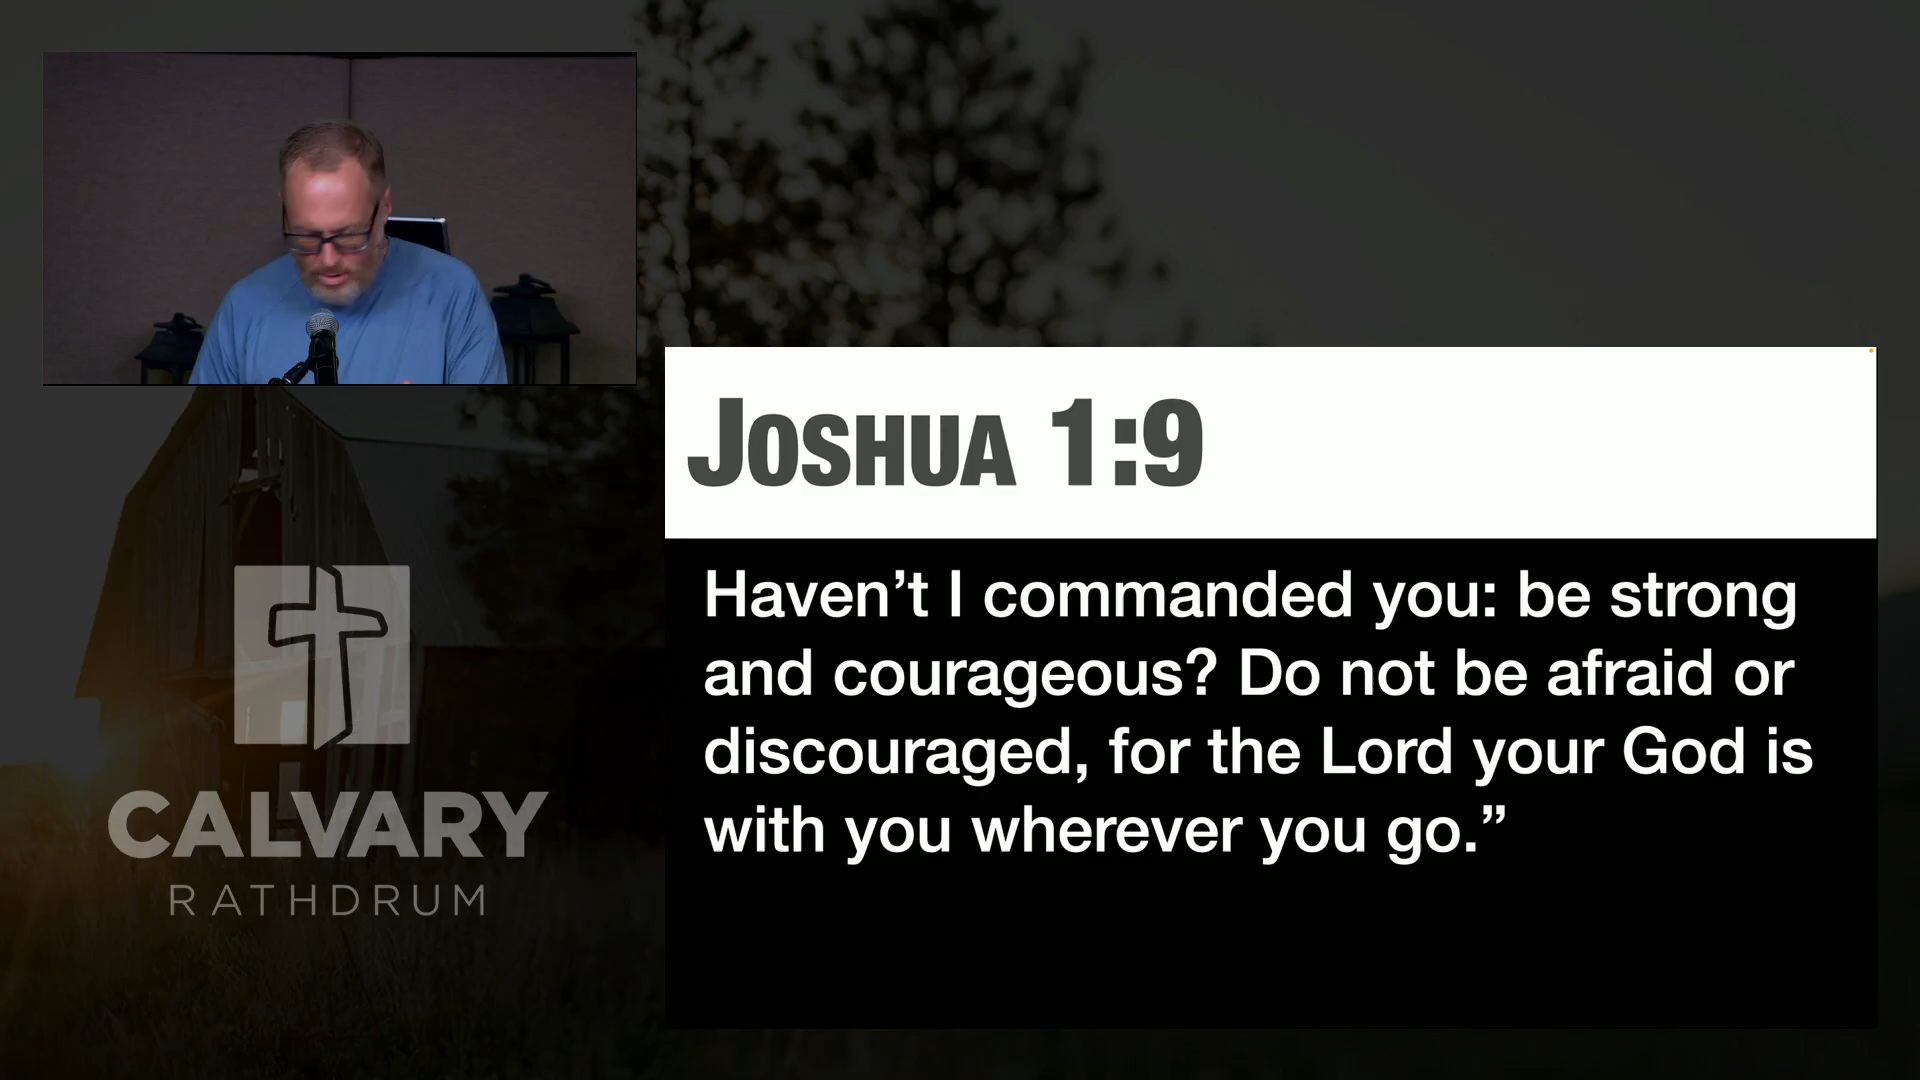 JOSHUA 1:9
Haven’t I commanded you: be strong
and courageous? Do not be afraid or
discouraged, for the Lord your God is
with you wherever you go.”
CALVARY
RATHDRUM